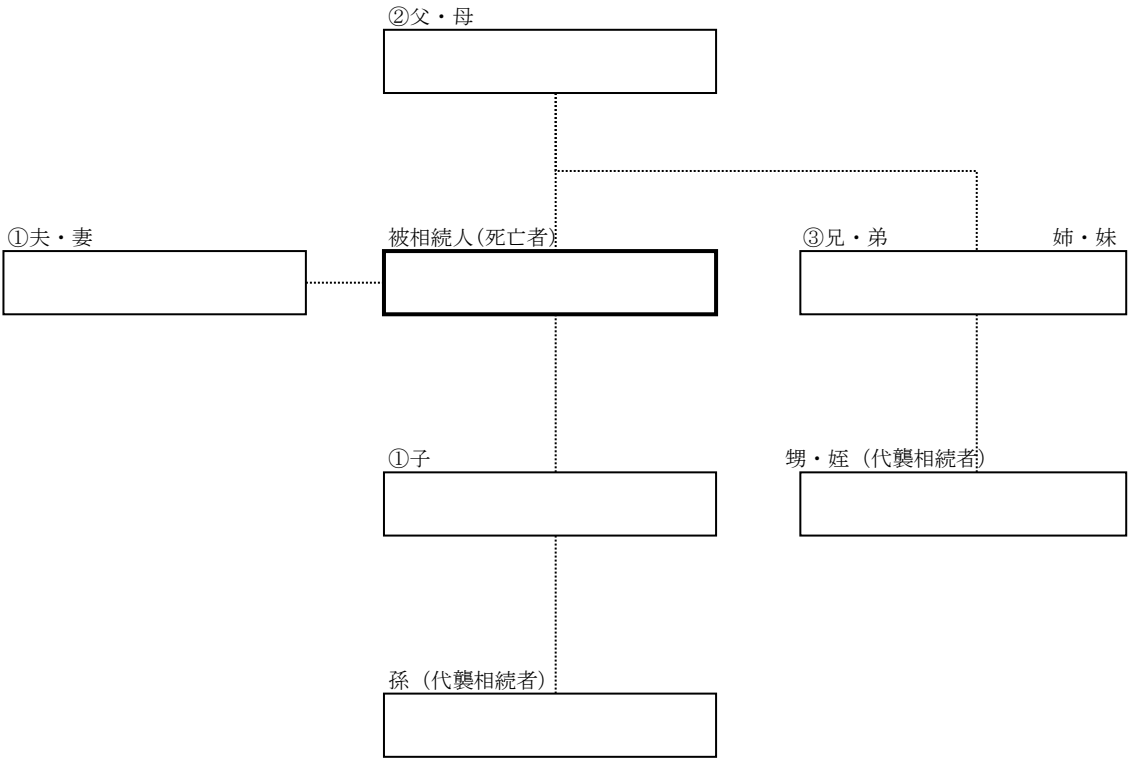 ②父・母
①夫・妻
被相続人(死亡者)
③兄・弟 姉・妹
①子
甥・姪(代襲相続者)
孫(代襲相続者)